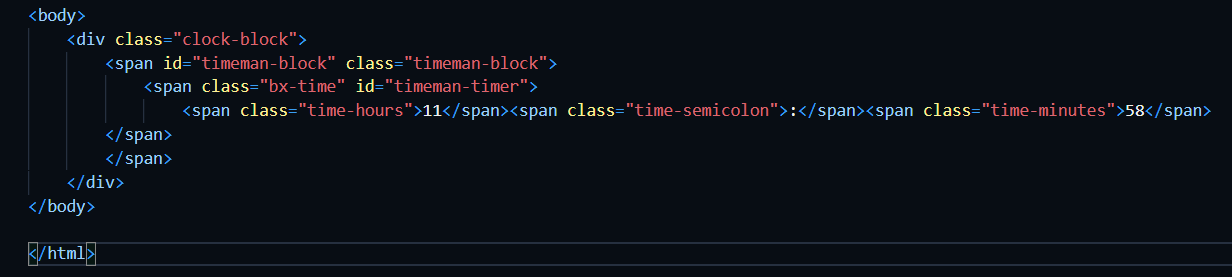 <body>
<div class="clock-block">
<span id="timeman-block" class="timeman-block">
<span class="bx-time" id="timeman-timer">
<span class="time-hours">11</span><span class="time-semicolon">:</span><span class="time-minutes">58</span>
</span>
</span>
</div>
</body>
</html>